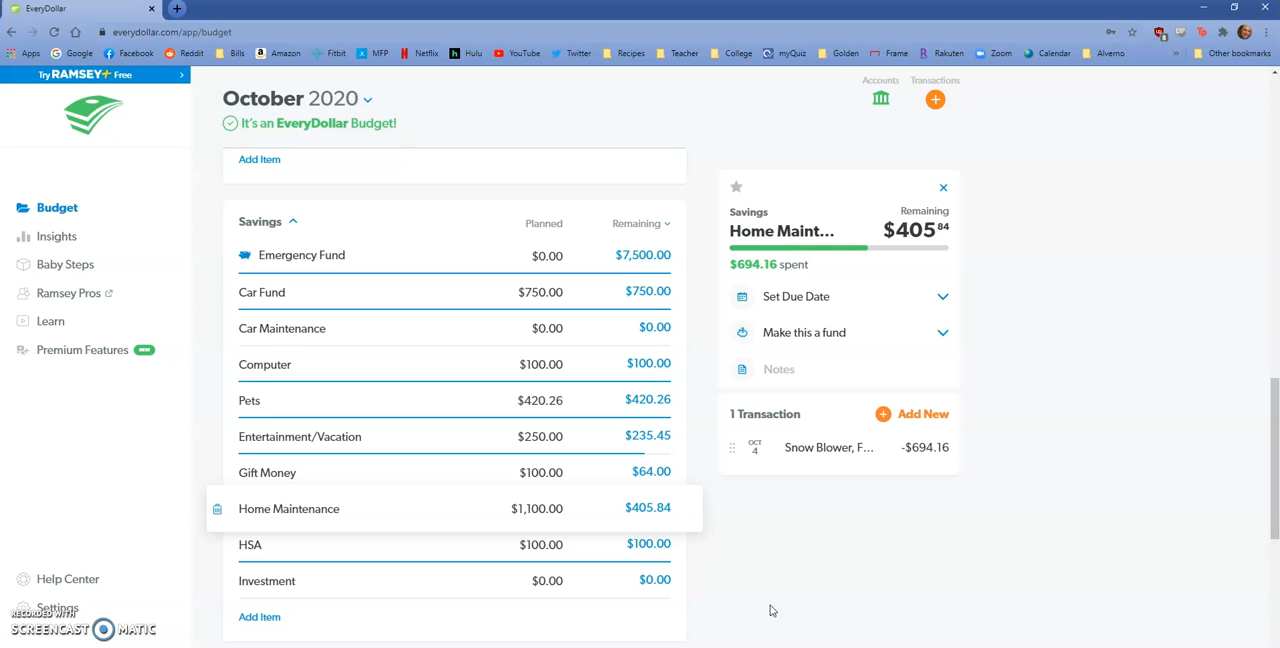 EveryDollar
everydollar.com/app/budget
Apps Google Facebook Reddit Bills Amazon Fitbit MFP Netflix Hulu YouTube Twitter Recipes Teacher College myQuiz Golden Frame Rakuten Zoom Calendar Alverno » Other bookmarks
Try RAMSEY+ Free
Budget
Insights
Baby Steps
Ramsey Pros
Learn
Premium Features NEW
Help Center
Settings
RECORDED WITH
SCREENCAST MATIC
October 2020
It's an EveryDollar Budget!
Accounts Transactions
Add Item
Savings Planned Remaining
Emergency Fund $0.00 $7,500.00
Car Fund $750.00 $750.00
Car Maintenance $0.00 $0.00
Computer $100.00 $100.00
Pets $420.26 $420.26
Entertainment/Vacation $250.00 $235.45
Gift Money $100.00 $64.00
Home Maintenance $1,100.00 $405.84
HSA $100.00 $100.00
Investment $0.00 $0.00
Add Item
Savings Remaining
Home Maint... $405 84
$694.16 spent
Set Due Date
Make this a fund
Notes
1 Transaction Add New
OCT
4 Snow Blower, F... -$694.16